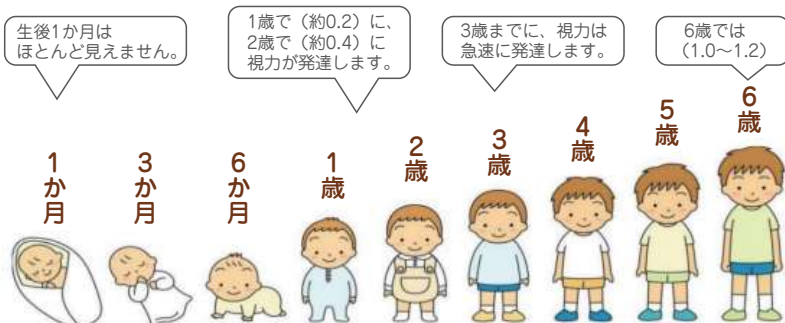 生後1か月は
ほとんど見えません。
1歳で（約0.2）に、
2歳で（約0.4）に
視力が発達します。
3歳までに、視力は
急速に発達します。
6歳では
（1.0〜1.2）
1か月
3か月
6か月
1歳
2歳
3歳
4歳
5歳
6歳